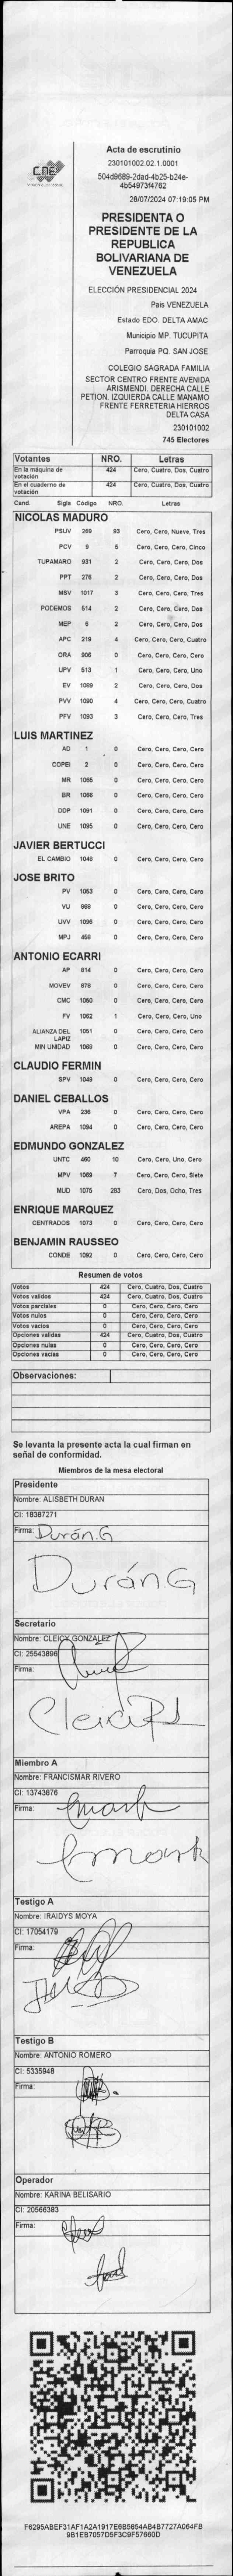 CNE
Acta de escrutinio
230101002.02.1.0001
504d9689-2dad-4b25-b24e-
4b54973f4762
28/07/2024 07:19:05 PM
PRESIDENTA O
PRESIDENTE DE LA
REPUBLICA
BOLIVARIANA DE
VENEZUELA
ELECCIÓN PRESIDENCIAL 2024
País VENEZUELA
Estado EDO. DELTA AMAC
Municipio MP. TUCUPITA
Parroquia PQ. SAN JOSE
COLEGIO SAGRADA FAMILIA
SECTOR CENTRO FRENTE AVENIDA
ARISMENDI. DERECHA CALLE
PETION. IZQUIERDA CALLE MANAMO
FRENTE FERRETERIA HIERROS
DELTA CASA
230101002
745 Electores
Votantes NRO. Letras
En la máquina de votación 424 Cero, Cuatro, Dos, Cuatro
En el cuaderno de votación 424 Cero, Cuatro, Dos, Cuatro
Cand. Sigla Código NRO. Letras
NICOLAS MADURO
PSUV 269 93 Cero, Cero, Nueve, Tres
PCV 9 5 Cero, Cero, Cero, Cinco
TUPAMARO 931 2 Cero, Cero, Cero, Dos
PPT 276 2 Cero, Cero, Cero, Dos
MSV 1017 3 Cero, Cero, Cero, Tres
PODEMOS 514 2 Cero, Cero, Cero, Dos
MEP 6 2 Cero, Cero, Cero, Dos
APC 219 4 Cero, Cero, Cero, Cuatro
ORA 906 0 Cero, Cero, Cero, Cero
UPV 513 1 Cero, Cero, Cero, Uno
EV 1089 2 Cero, Cero, Cero, Dos
PVV 1090 4 Cero, Cero, Cero, Cuatro
PFV 1093 3 Cero, Cero, Cero, Tres
LUIS MARTINEZ
AD 1 0 Cero, Cero, Cero, Cero
COPEI 2 0 Cero, Cero, Cero, Cero
MR 1065 0 Cero, Cero, Cero, Cero
BR 1066 0 Cero, Cero, Cero, Cero
DDP 1091 0 Cero, Cero, Cero, Cero
UNE 1095 0 Cero, Cero, Cero, Cero
JAVIER BERTUCCI
EL CAMBIO 1048 0 Cero, Cero, Cero, Cero
JOSE BRITO
PV 1053 0 Cero, Cero, Cero, Cero
VU 868 0 Cero, Cero, Cero, Cero
UVV 1096 0 Cero, Cero, Cero, Cero
MPJ 458 0 Cero, Cero, Cero, Cero
ANTONIO ECARRI
AP 814 0 Cero, Cero, Cero, Cero
MOVEV 978 0 Cero, Cero, Cero, Cero
CMC 1050 0 Cero, Cero, Cero, Cero
FV 1062 1 Cero, Cero, Cero, Uno
ALIANZA DEL LAPIZ 1051 0 Cero, Cero, Cero, Cero
MIN UNIDAD 1068 0 Cero, Cero, Cero, Cero
CLAUDIO FERMIN
SPV 1049 0 Cero, Cero, Cero, Cero
DANIEL CEBALLOS
VPA 236 0 Cero, Cero, Cero, Cero
AREPA 1094 0 Cero, Cero, Cero, Cero
EDMUNDO GONZALEZ
UNTC 460 10 Cero, Cero, Uno, Cero
MPV 1069 7 Cero, Cero, Cero, Siete
MUD 1075 283 Cero, Dos, Ocho, Tres
ENRIQUE MARQUEZ
CENTRADOS 1073 0 Cero, Cero, Cero, Cero
BENJAMIN RAUSSEO
CONDE 1092 0 Cero, Cero, Cero, Cero
Resumen de votos
Votos 424 Cero, Cuatro, Dos, Cuatro
Votos validos 424 Cero, Cuatro, Dos, Cuatro
Votos parciales 0 Cero, Cero, Cero, Cero
Votos nulos 0 Cero, Cero, Cero, Cero
Votos vacios 0 Cero, Cero, Cero, Cero
Opciones validas 424 Cero, Cuatro, Dos, Cuatro
Opciones nulas 0 Cero, Cero, Cero, Cero
Opciones vacias 0 Cero, Cero, Cero, Cero
Observaciones:
Se levanta la presente acta la cual firman en
señal de conformidad.
Miembros de la mesa electoral
Presidente
Nombre: ALISBETH DURAN
CI: 18387271
Firma: Durán.G
Durán G
Secretario
Nombre: CLEICY GONZALEZ
CI: 25543896
Firma:
Miembro A
Nombre: FRANCISMAR RIVERO
CI: 13743876
Firma:
Testigo A
Nombre: IRAIDYS MOYA
CI: 17054179
Firma:
Testigo B
Nombre: ANTONIO ROMERO
CI: 5335948
Firma:
Operador
Nombre: KARINA BELISARIO
CI: 20566383
Firma:
F6295ABEF31AF1A2A1917E6B5854AB4B7727A064FB
9B1EB7057D5F3C9F57660D